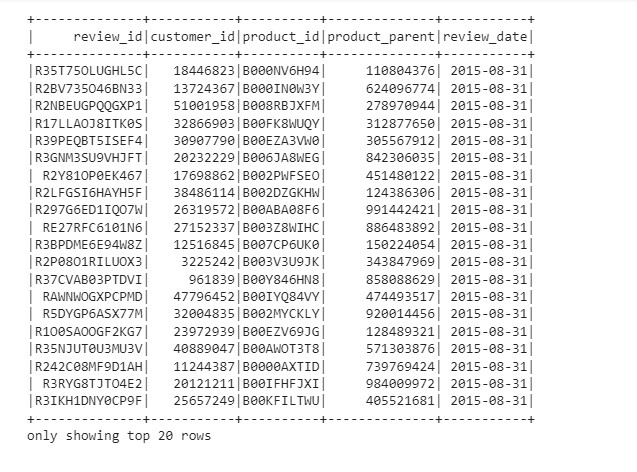 +--------------+-----------+----------+--------------+-----------+
|     review_id|customer_id|product_id|product_parent|review_date|
+--------------+-----------+----------+--------------+-----------+
|R35T75OLUGHL5C|   18446823|B000NV6H94|     110804376| 2015-08-31|
|R2BV735O46BN33|   13724367|B000IN0W3Y|     624096774| 2015-08-31|
|R2NBEUGPQQGXP1|   51001958|B008RBJXFM|     278970944| 2015-08-31|
|R17LLAOJ8ITK0S|   32866903|B00FK8WUQY|     312877650| 2015-08-31|
|R39PEQBT5ISEF4|   30907790|B00EZA3VW0|     305567912| 2015-08-31|
|R3GNM3SU9VHJFT|   20232229|B006JA8WEG|     842306035| 2015-08-31|
| R2Y81OP0EK467|   17698862|B002PWFSEO|     451480122| 2015-08-31|
|R2LFGSI6HAYH5F|   38486114|B002DZGKHW|     124386306| 2015-08-31|
|R297G6ED1IQO7W|   26319572|B00ABA08F6|     991442421| 2015-08-31|
| RE27RFC6101N6|   27152337|B003Z8WIHC|     886483892| 2015-08-31|
|R3BPDME6E94W8Z|   12516845|B007CP6UK0|     150224054| 2015-08-31|
|R2P08O1RILUOX3|    3225242|B003V3U9JK|     343847969| 2015-08-31|
|R37CVAB03PTDVI|     961839|B00Y846HN8|     858088629| 2015-08-31|
| RAWNWOGXPCPMD|   47796452|B00IYQ84VY|     474493517| 2015-08-31|
| R5DYGP6ASX77M|   32004835|B002MYCKLY|     920014456| 2015-08-31|
|R1O0SAOOGF2KG7|   23972939|B00EZV69JG|     128489321| 2015-08-31|
|R35NJUT0U3MU3V|   40889047|B00AWOT3T8|     571303876| 2015-08-31|
|R242C08MF9D1AH|   11244387|B0000AXTID|     739769424| 2015-08-31|
| R3RYG8TJTO4E2|   20121211|B00IFHFJXI|     984009972| 2015-08-31|
|R3IKH1DNY0CP9F|   25657249|B00KFILTWU|     405521681| 2015-08-31|
+--------------+-----------+----------+--------------+-----------+
only showing top 20 rows